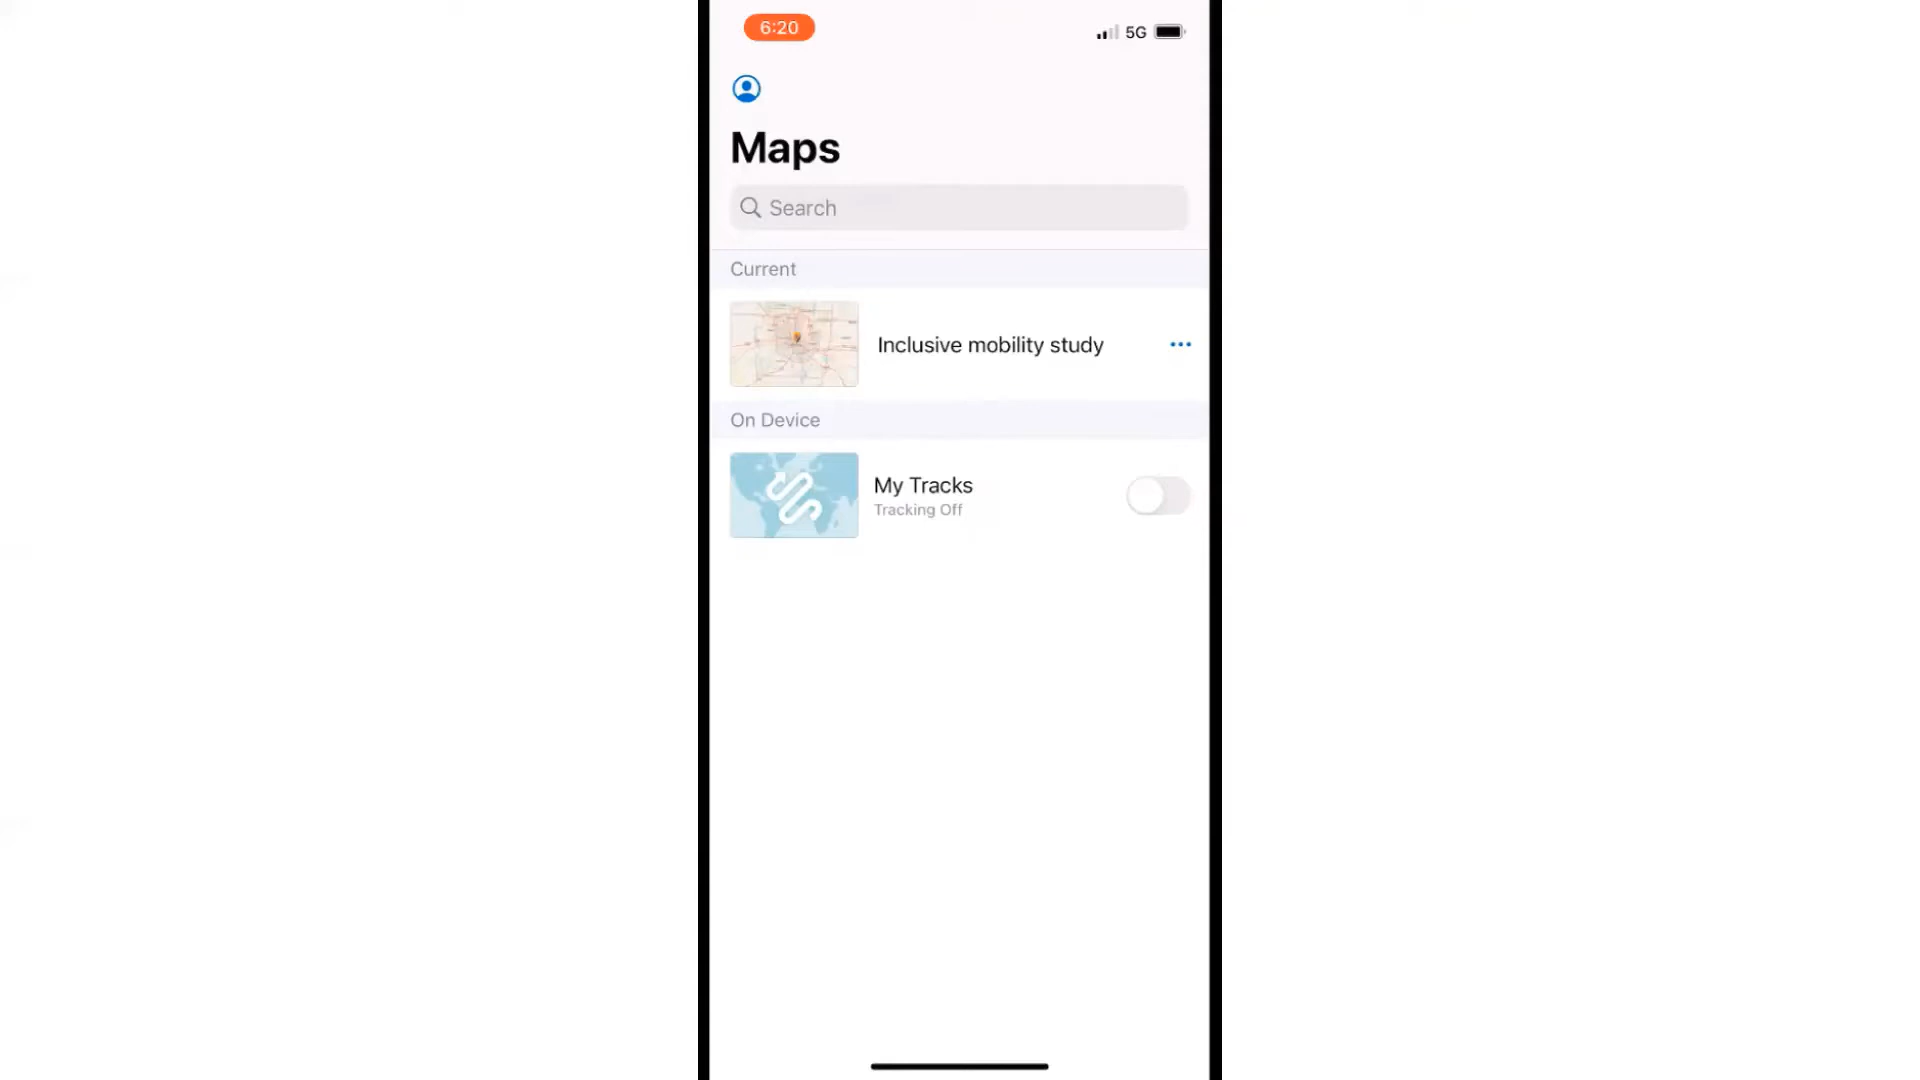 6:20
5G
Maps
Search
Current
Inclusive mobility study
On Device
My Tracks
Tracking Off